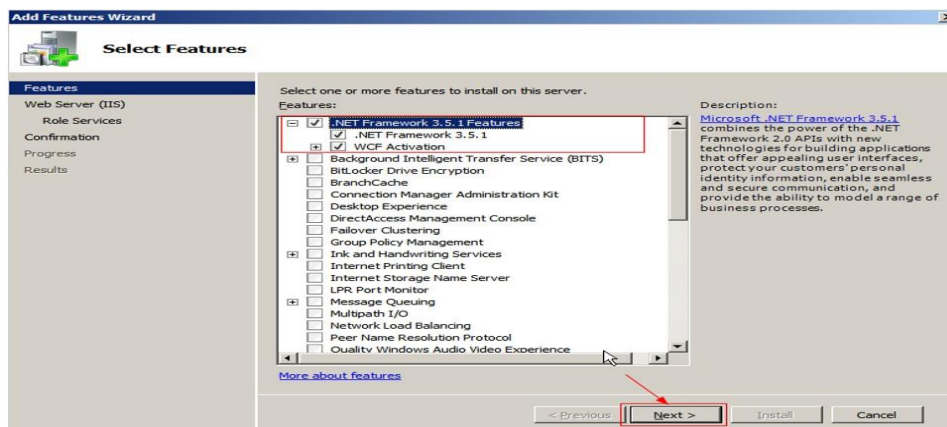 Add Features Wizard
Select Features
Features
Web Server (IIS)
Role Services
Confirmation
Progress
Results
Select one or more features to install on this server.
Features:
.NET Framework 3.5.1 Features
.NET Framework 3.5.1
WCF Activation
Background Intelligent Transfer Service (BITS)
BitLocker Drive Encryption
BranchCache
Connection Manager Administration Kit
Desktop Experience
DirectAccess Management Console
Failover Clustering
Group Policy Management
Ink and Handwriting Services
Internet Printing Client
Internet Storage Name Server
LPR Port Monitor
Message Queuing
Multipath I/O
Network Load Balancing
Peer Name Resolution Protocol
Quality Windows Audio Video Experience
More about features
Description:
Microsoft .NET Framework 3.5.1
combines the power of the .NET
Framework 2.0 APIs with new
technologies for building applications
that offer appealing user interfaces,
protect your customers' personal
identity information, enable seamless
and secure communication, and
provide the ability to model a range of
business processes.
< Previous
Next >
Install
Cancel